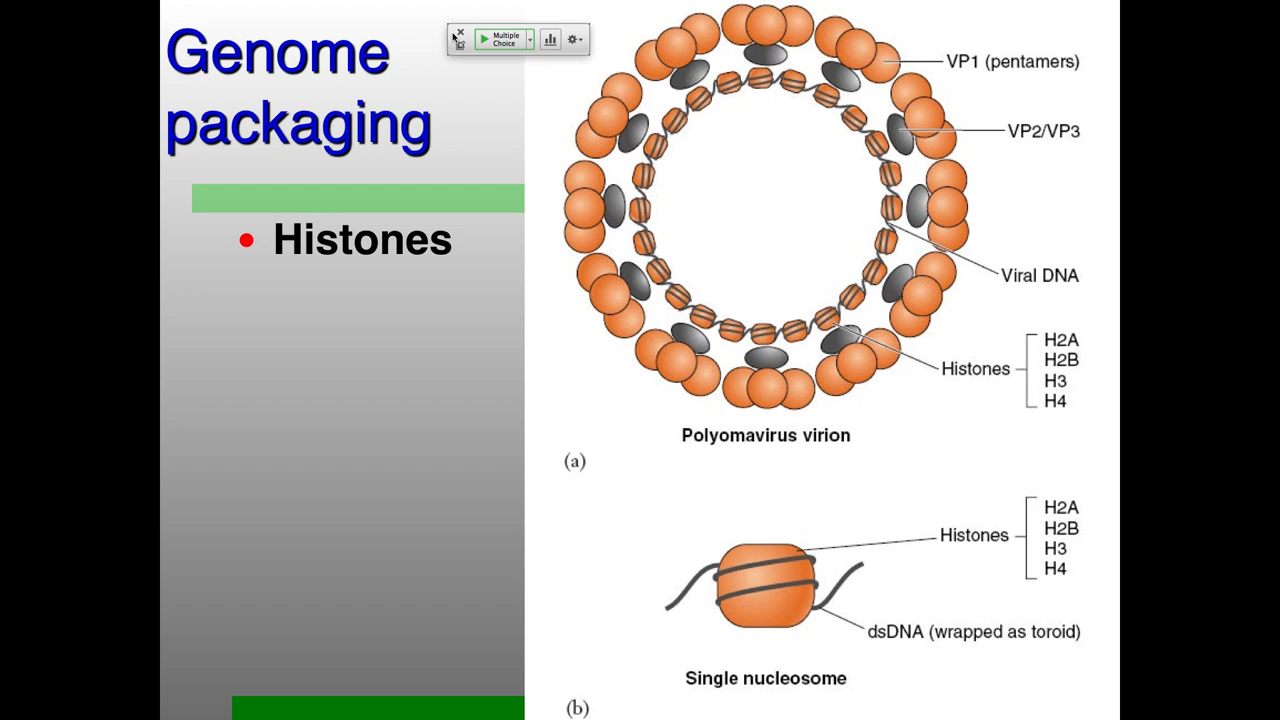 Genome
packaging
Multiple
Choice
• Histones
VP1 (pentamers)
VP2/VP3
Viral DNA
Histones
H2A
H2B
H3
H4
Polyomavirus virion
(a)
Histones
H2A
H2B
H3
H4
dsDNA (wrapped as toroid)
Single nucleosome
(b)